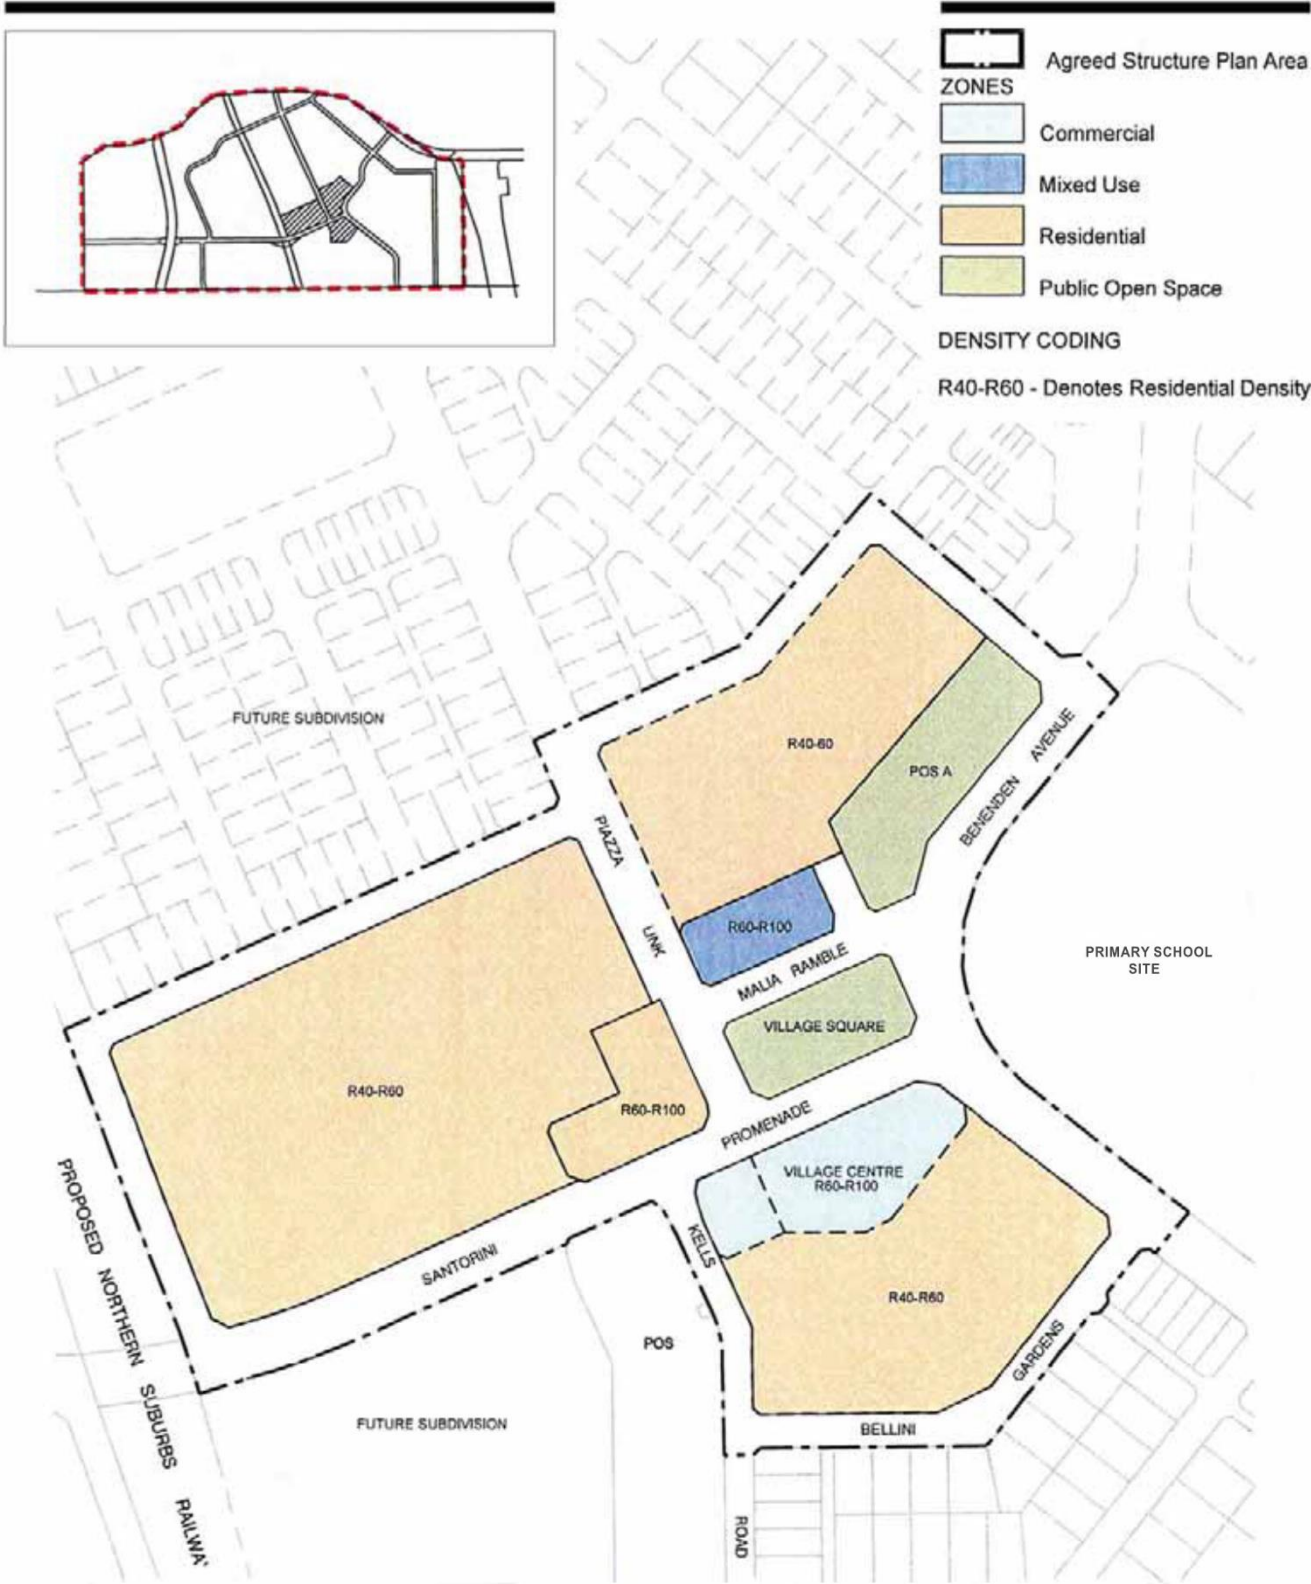 Agreed Structure Plan Area
ZONES
Commercial
Mixed Use
Residential
Public Open Space
DENSITY CODING
R40-R60 - Denotes Residential Density
FUTURE SUBDIVISION
R40-60
POS A
BENENDEN AVENUE
PIAZZA LINK
R60-R100
MALIA RAMBLE
VILLAGE SQUARE
PRIMARY SCHOOL
SITE
R40-R60
R60-R100
PROMENADE
VILLAGE CENTRE
R60-R100
KELLS
SANTORINI
R40-R60
POS
GARDENS
BELLINI
FUTURE SUBDIVISION
PROPOSED NORTHERN SUBURBS RAILWA
ROAD